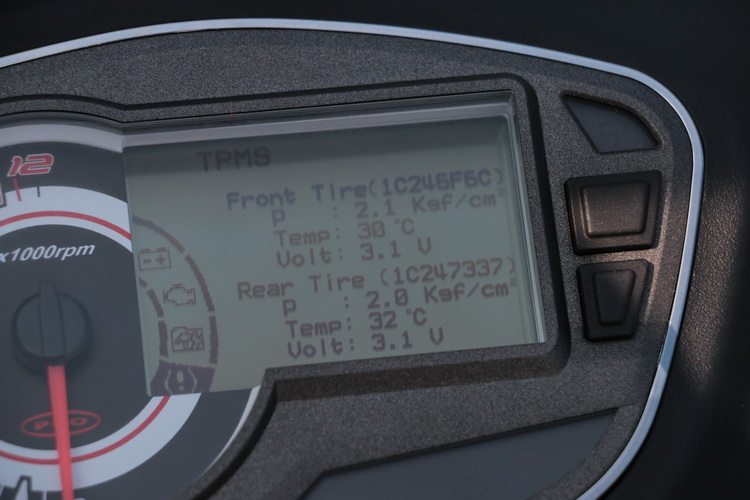 TPMS
Front Tire(1C246F6C)
P : 2.1 Kgf/cm²
Temp: 30 °C
Volt: 3.1 V
Rear Tire (1C247337)
P : 2.0 Kgf/cm²
Temp: 32 °C
Volt: 3.1 V
12
x1000rpm